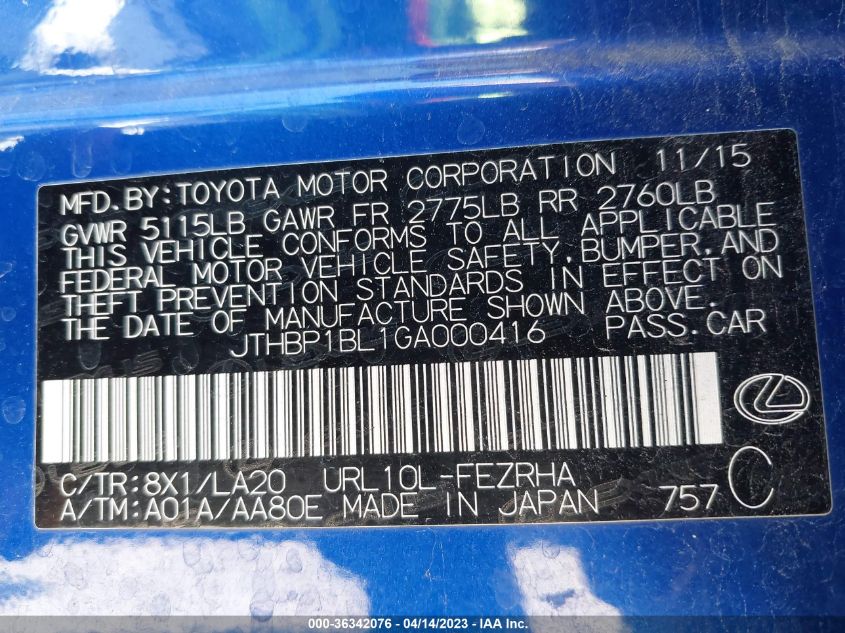 MFD. BY: TOYOTA MOTOR CORPORATION 11/15
GVWR 5115LB GAWR FR 2775LB RR 2760LB
THIS VEHICLE CONFORMS TO ALL APPLICABLE
FEDERAL MOTOR VEHICLE SAFETY, BUMPER, AND
THEFT PREVENTION STANDARDS IN EFFECT ON
THE DATE OF MANUFACTURE SHOWN ABOVE.
JTHBP1BL1GA000416 PASS. CAR
C/TR: 8X1/LA20 URL10L-FEZRHA
A/TM: A01A/AA80E MADE IN JAPAN 757 C
000-36342076 - 04/14/2023 - IAA Inc.